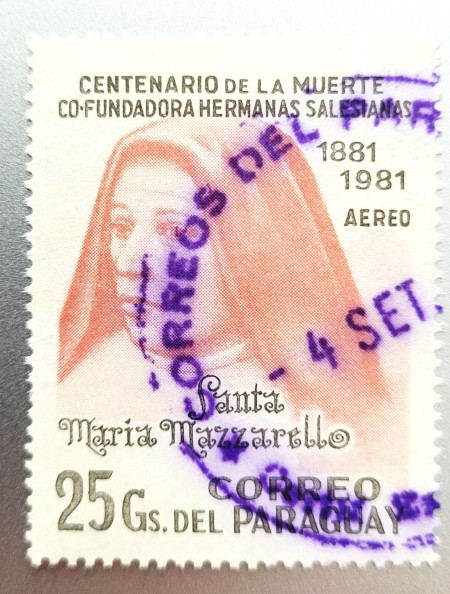 CENTENARIO DE LA MUERTE
CO-FUNDADORA HERMANAS SALESIANAS
1881
1981
AEREO
CORREOS DEL PAR
- 4 SET.
Santa
Maria Mazzarello
25 Gs. CORREO
DEL PARAGUAY